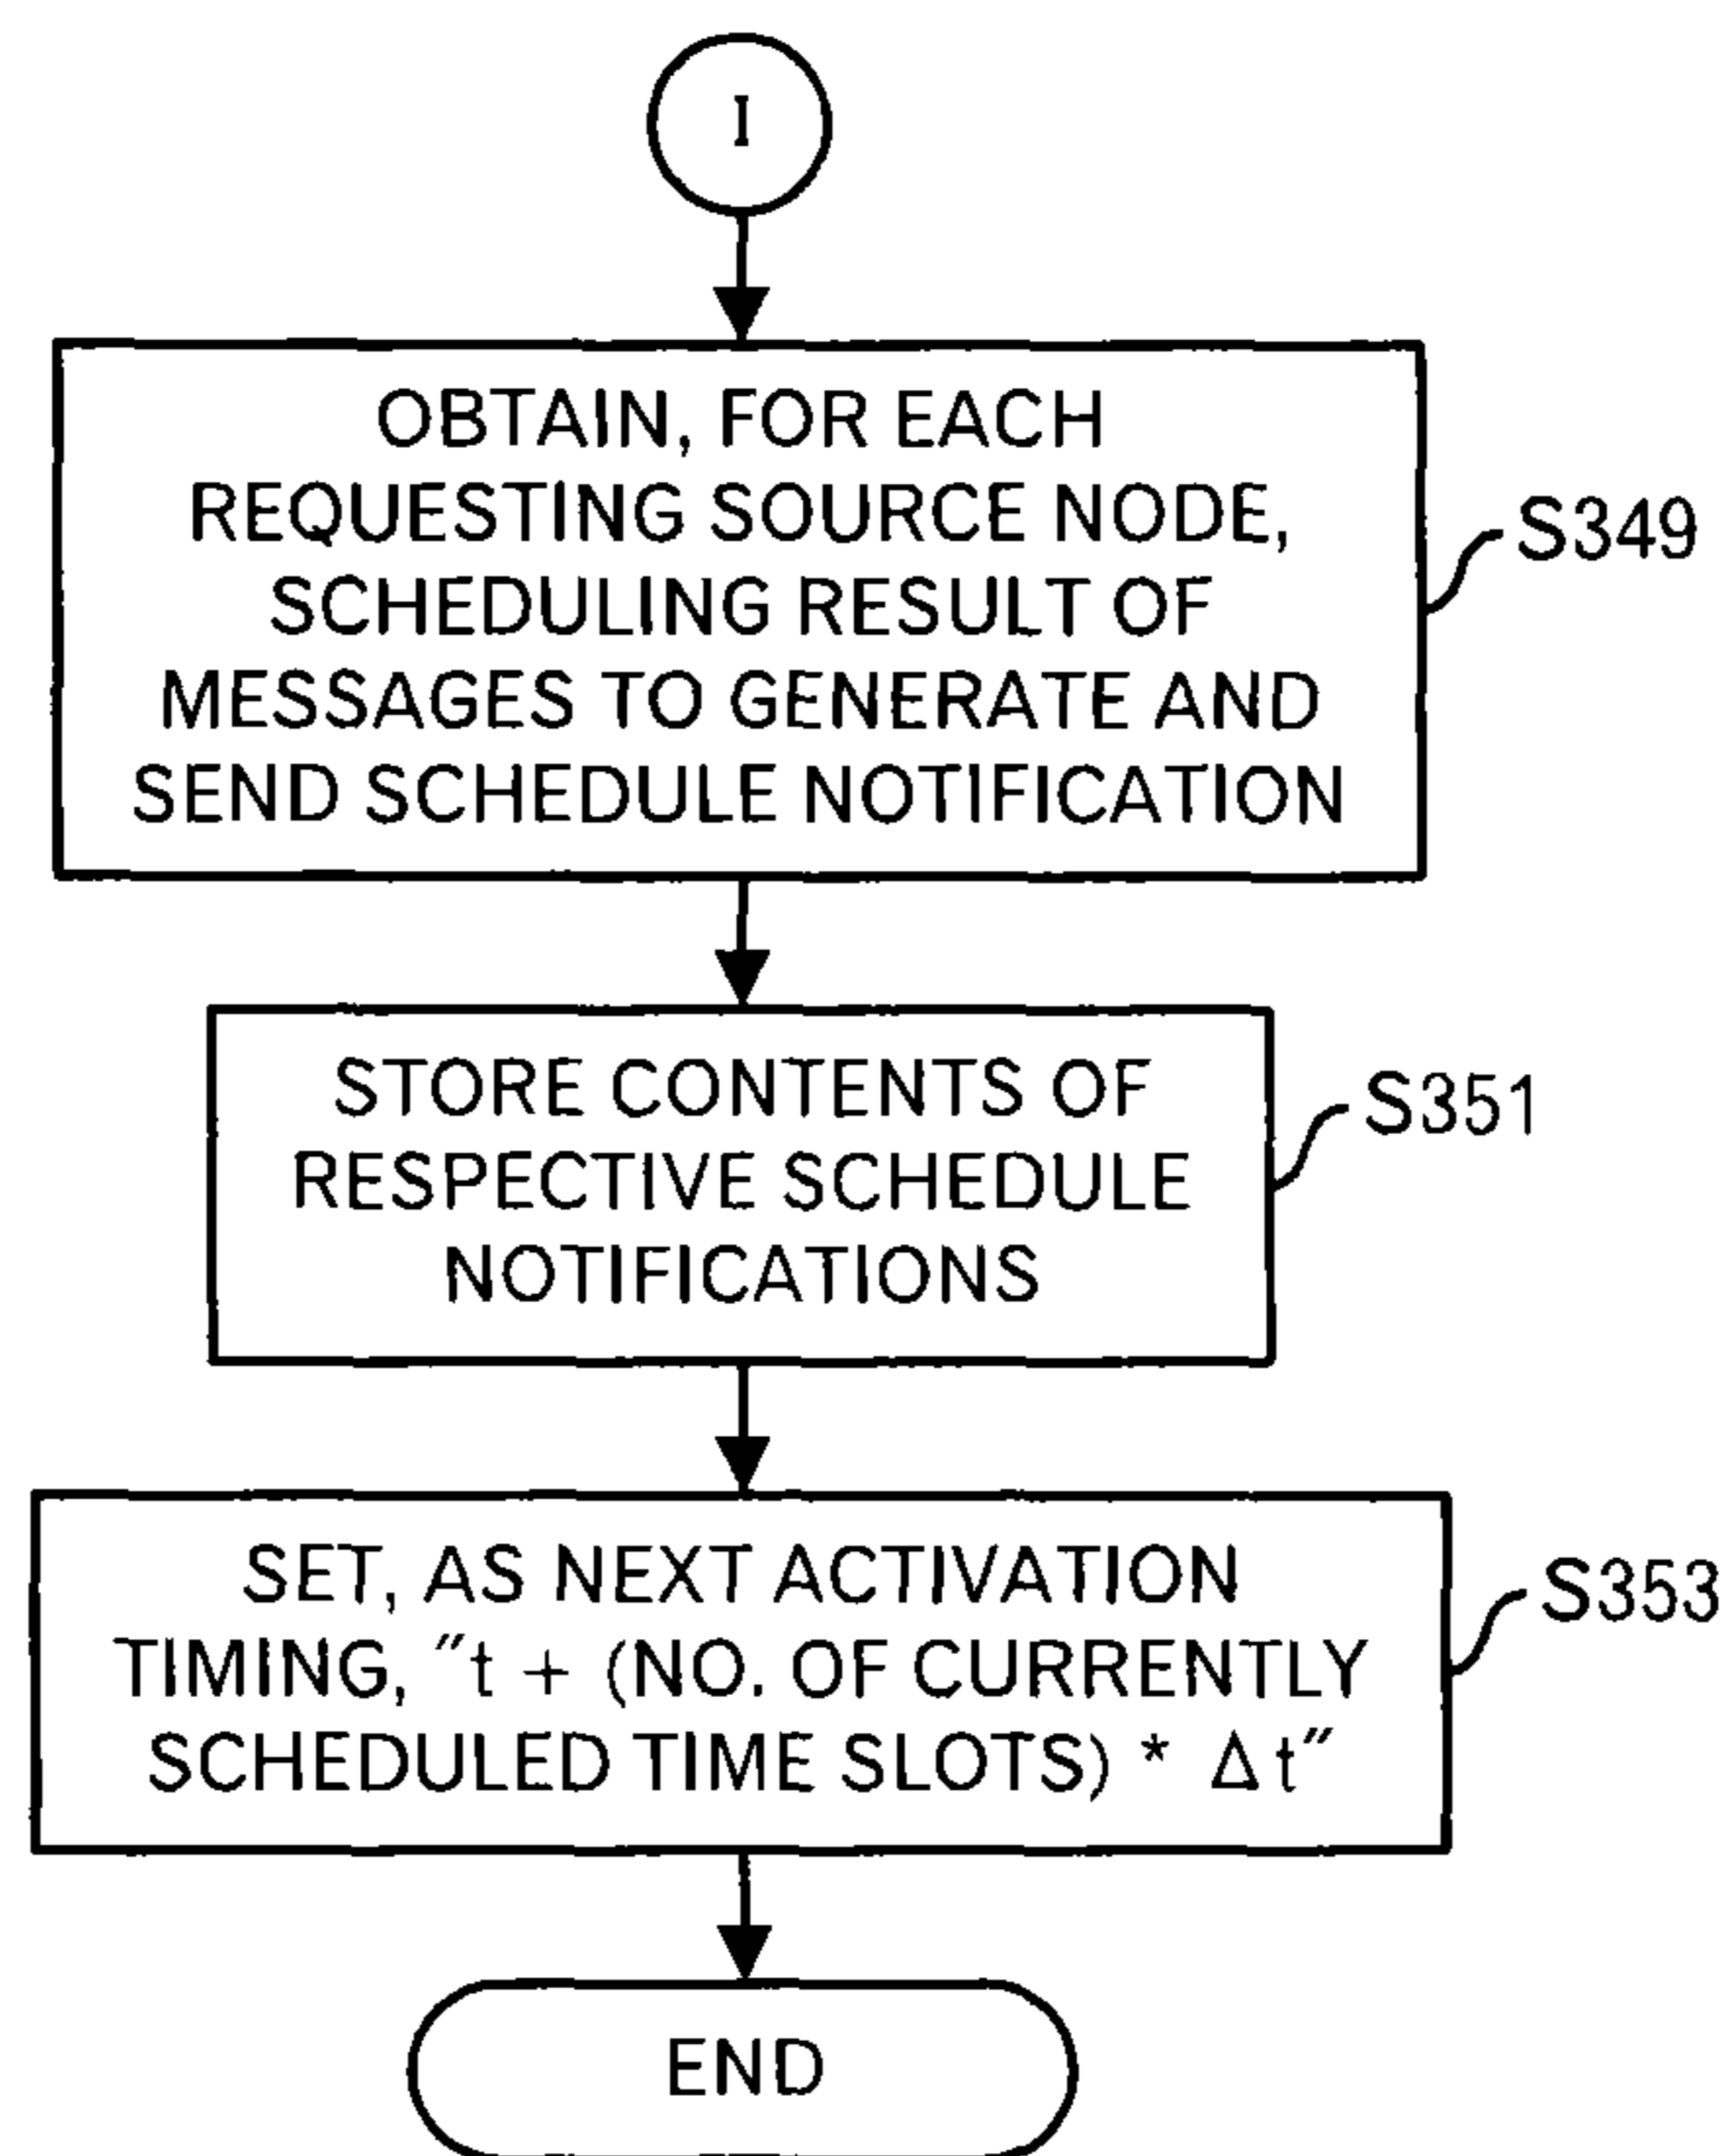 I
OBTAIN, FOR EACH
REQUESTING SOURCE NODE,
SCHEDULING RESULT OF
MESSAGES TO GENERATE AND
SEND SCHEDULE NOTIFICATION
S349
STORE CONTENTS OF
RESPECTIVE SCHEDULE
NOTIFICATIONS
S351
SET, AS NEXT ACTIVATION
TIMING, "t + (NO. OF CURRENTLY
SCHEDULED TIME SLOTS) * Δt"
S353
END